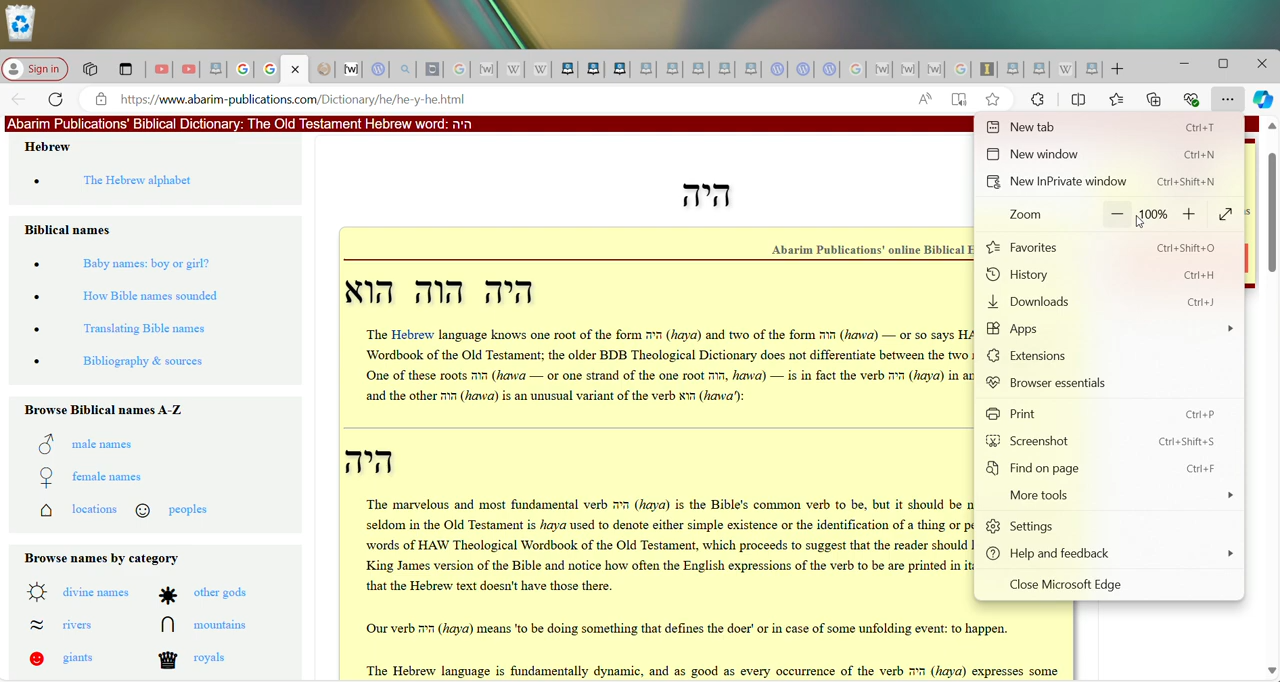 Sign in
https://www.abarim-publications.com/Dictionary/he/he-y-he.html
Abarim Publications' Biblical Dictionary: The Old Testament Hebrew word: היה
Hebrew
The Hebrew alphabet
Biblical names
Baby names: boy or girl?
How Bible names sounded
Translating Bible names
Bibliography & sources
Browse Biblical names A-Z
male names
female names
locations
peoples
Browse names by category
divine names
other gods
rivers
mountains
giants
royals
היה
Abarim Publications' online Biblical
היה הוה הוא
The Hebrew language knows one root of the form היה (haya) and two of the form הוה (hawa) — or so says
Wordbook of the Old Testament; the older BDB Theological Dictionary does not differentiate between the two
One of these roots הוה (hawa — or one strand of the one root הוה, hawa) — is in fact the verb היה (haya) in
and the other הוה (hawa) is an unusual variant of the verb הוא (hawa'):
היה
The marvelous and most fundamental verb היה (haya) is the Bible's common verb to be, but it should be
seldom in the Old Testament is haya used to denote either simple existence or the identification of a thing or
words of HAW Theological Wordbook of the Old Testament, which proceeds to suggest that the reader should
King James version of the Bible and notice how often the English expressions of the verb to be are printed in
that the Hebrew text doesn't have those there.
Our verb היה (haya) means 'to be doing something that defines the doer' or in case of some unfolding event: to happen.
The Hebrew language is fundamentally dynamic, and as good as every occurrence of the verb היה (haya) expresses some
New tab Ctrl+T
New window Ctrl+N
New InPrivate window Ctrl+Shift+N
Zoom 100%
Favorites Ctrl+Shift+O
History Ctrl+H
Downloads Ctrl+J
Apps
Extensions
Browser essentials
Print Ctrl+P
Screenshot Ctrl+Shift+S
Find on page Ctrl+F
More tools
Settings
Help and feedback
Close Microsoft Edge